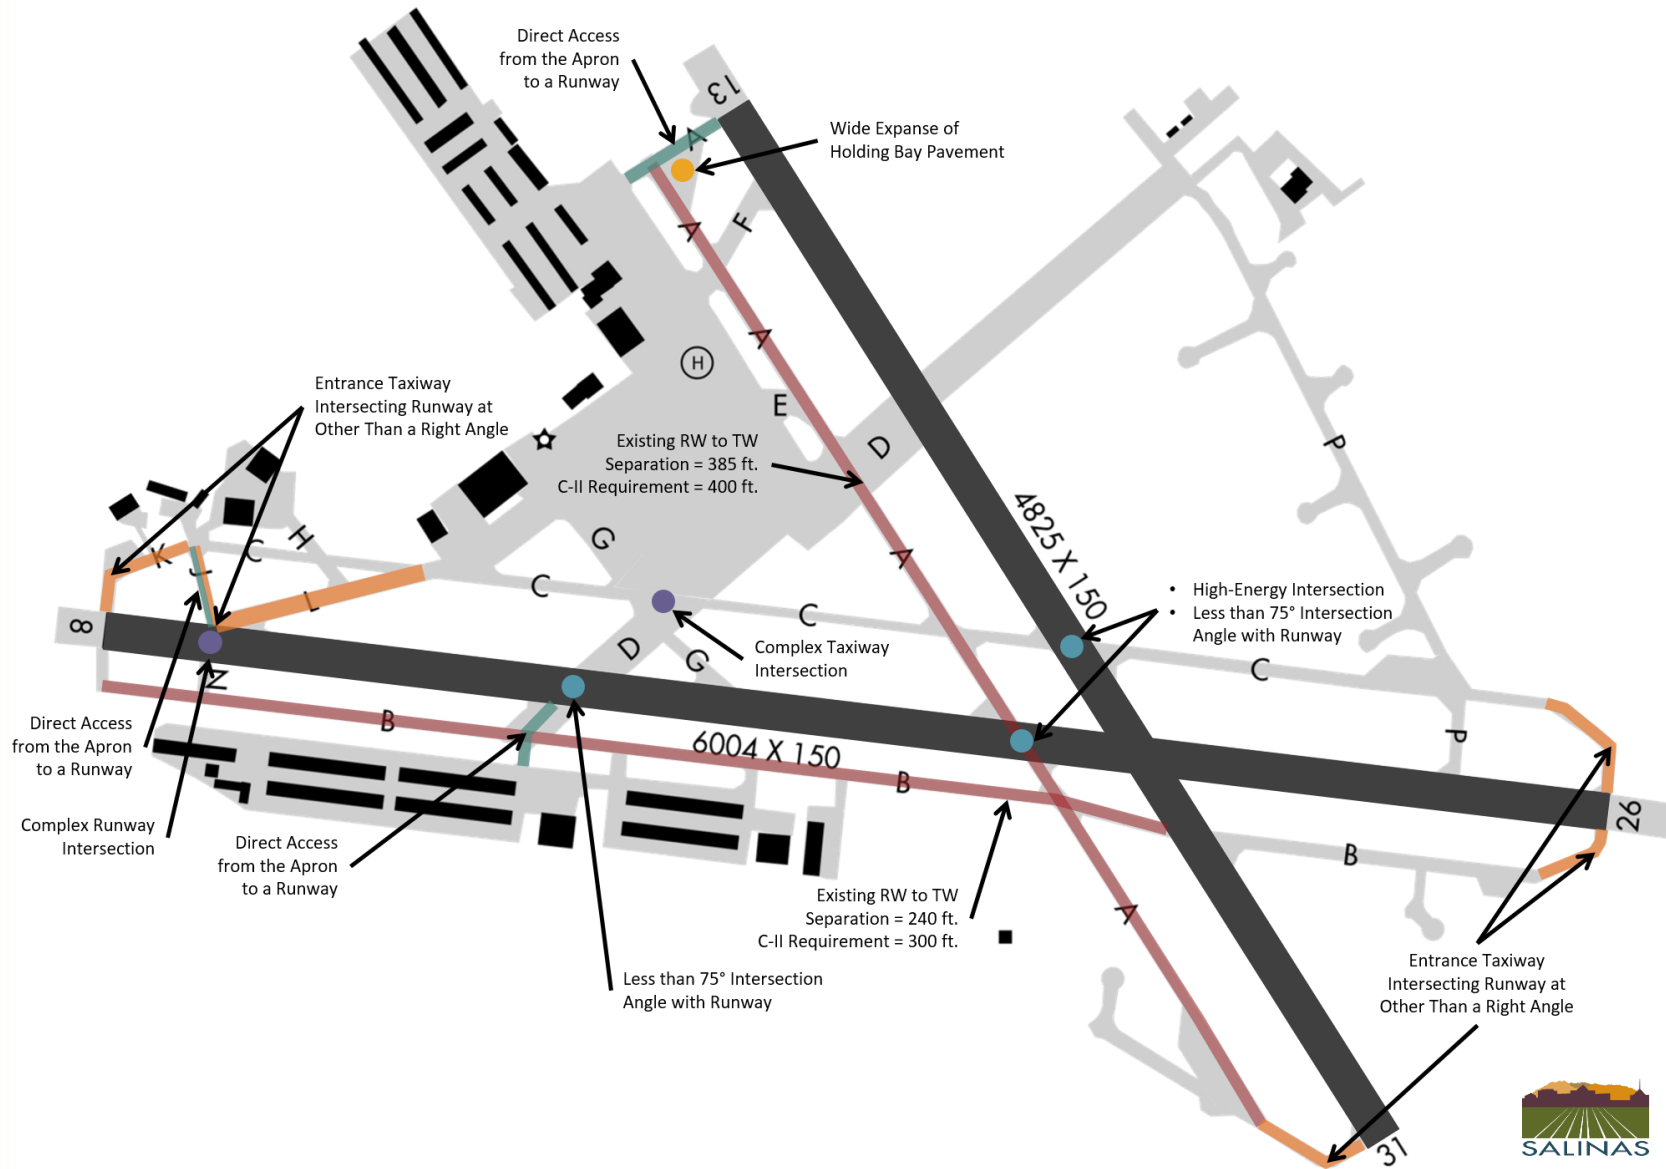 Direct Access
from the Apron
to a Runway
13
A
Wide Expanse of
Holding Bay Pavement
F
A
A
H
E
D
Entrance Taxiway
Intersecting Runway at
Other Than a Right Angle
Existing RW to TW
Separation = 385 ft.
C-II Requirement = 400 ft.
P
4825 X 150
G
H
K
J
C
L
C
A
C
• High-Energy Intersection
• Less than 75° Intersection
Angle with Runway
8
D
G
Complex Taxiway
Intersection
C
N
B
6004 X 150
B
P
Direct Access
from the Apron
to a Runway
26
Complex Runway
Intersection
Direct Access
from the Apron
to a Runway
B
Existing RW to TW
Separation = 240 ft.
C-II Requirement = 300 ft.
A
Less than 75° Intersection
Angle with Runway
Entrance Taxiway
Intersecting Runway at
Other Than a Right Angle
31
SALINAS